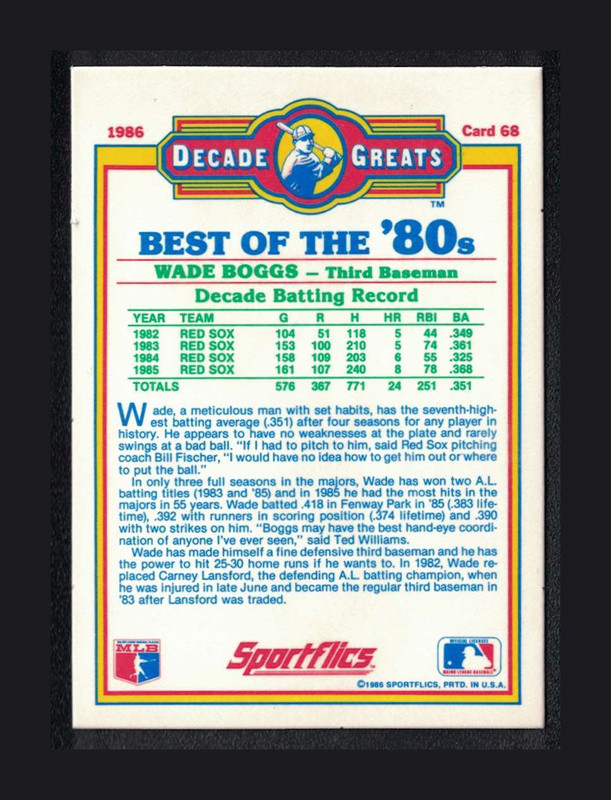 1986
Card 68
DECADE GREATS
TM
BEST OF THE '80s
WADE BOGGS – Third Baseman
Decade Batting Record
YEAR TEAM G R H HR RBI BA
1982 RED SOX 104 51 118 5 44 .349
1983 RED SOX 153 100 210 5 74 .361
1984 RED SOX 158 109 203 6 55 .325
1985 RED SOX 161 107 240 8 78 .368
TOTALS 576 367 771 24 251 .351
Wade, a meticulous man with set habits, has the seventh-high-
est batting average (.351) after four seasons for any player in
history. He appears to have no weaknesses at the plate and rarely
swings at a bad ball. "If I had to pitch to him, said Red Sox pitching
coach Bill Fischer, "I would have no idea how to get him out or where
to put the ball."
In only three full seasons in the majors, Wade has won two A.L.
batting titles (1983 and '85) and in 1985 he had the most hits in the
majors in 55 years. Wade batted .418 in Fenway Park in '85 (.383 life-
time), .392 with runners in scoring position (.374 lifetime) and .390
with two strikes on him. "Boggs may have the best hand-eye coordi-
nation of anyone I've ever seen," said Ted Williams.
Wade has made himself a fine defensive third baseman and he has
the power to hit 25-30 home runs if he wants to. In 1982, Wade re-
placed Carney Lansford, the defending A.L. batting champion, when
he was injured in late June and became the regular third baseman in
'83 after Lansford was traded.
MLB
Sportflics
TM
OFFICIAL LICENSEE
MAJOR LEAGUE BASEBALL
©1986 SPORTFLICS, PRTD. IN U.S.A.